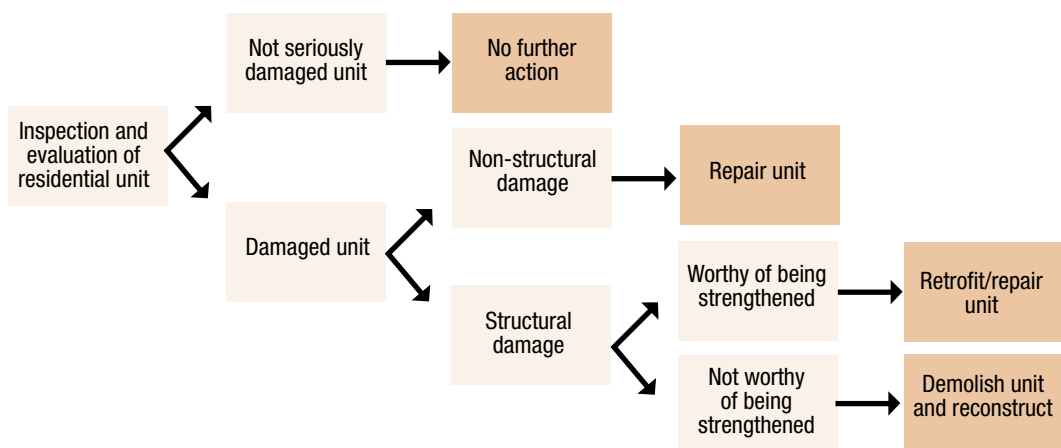 Not seriously
damaged unit
No further
action
Inspection and
evaluation of
residential unit
Non-structural
damage
Repair unit
Damaged unit
Worthy of being
strengthened
Retrofit/repair
unit
Structural
damage
Not worthy
of being
strengthened
Demolish unit
and reconstruct